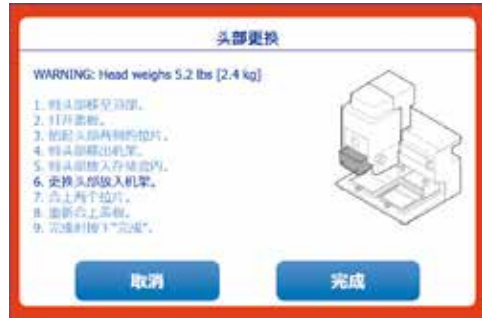 头部更换
WARNING: Head weighs 5.2 lbs [2.4 kg]
1. 将头部移至顶部。
2. 打开盖板。
3. 抬起头部两侧的拉片。
4. 将头部移出机架。
5. 将头部放入存储盒内。
6. 更换头部放入机架。
7. 合上两个拉片。
8. 重新合上盖板。
9. 完成时按下“完成”。
取消
完成